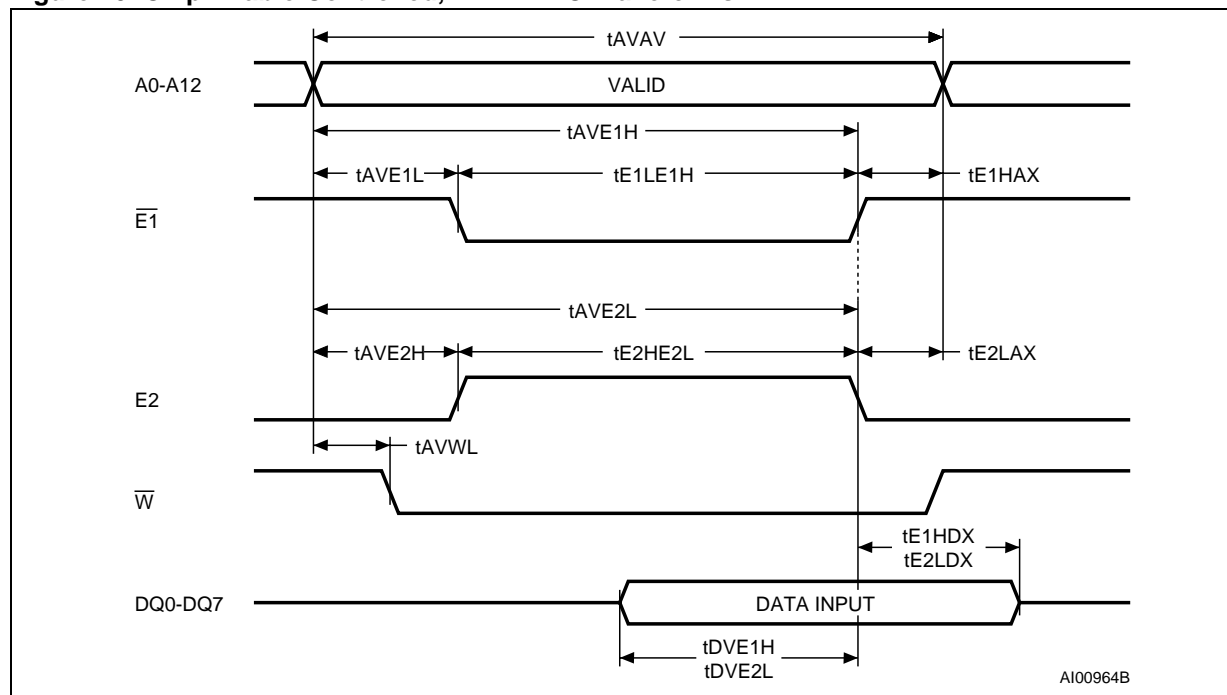 tAVAV
A0-A12
VALID
tAVE1H
tAVE1L
tE1LE1H
tE1HAX
E1
tAVE2L
tAVE2H
tE2HE2L
tE2LAX
E2
tAVWL
W
tE1HDX
tE2LDX
DQ0-DQ7
DATA INPUT
tDVE1H
tDVE2L
AI00964B